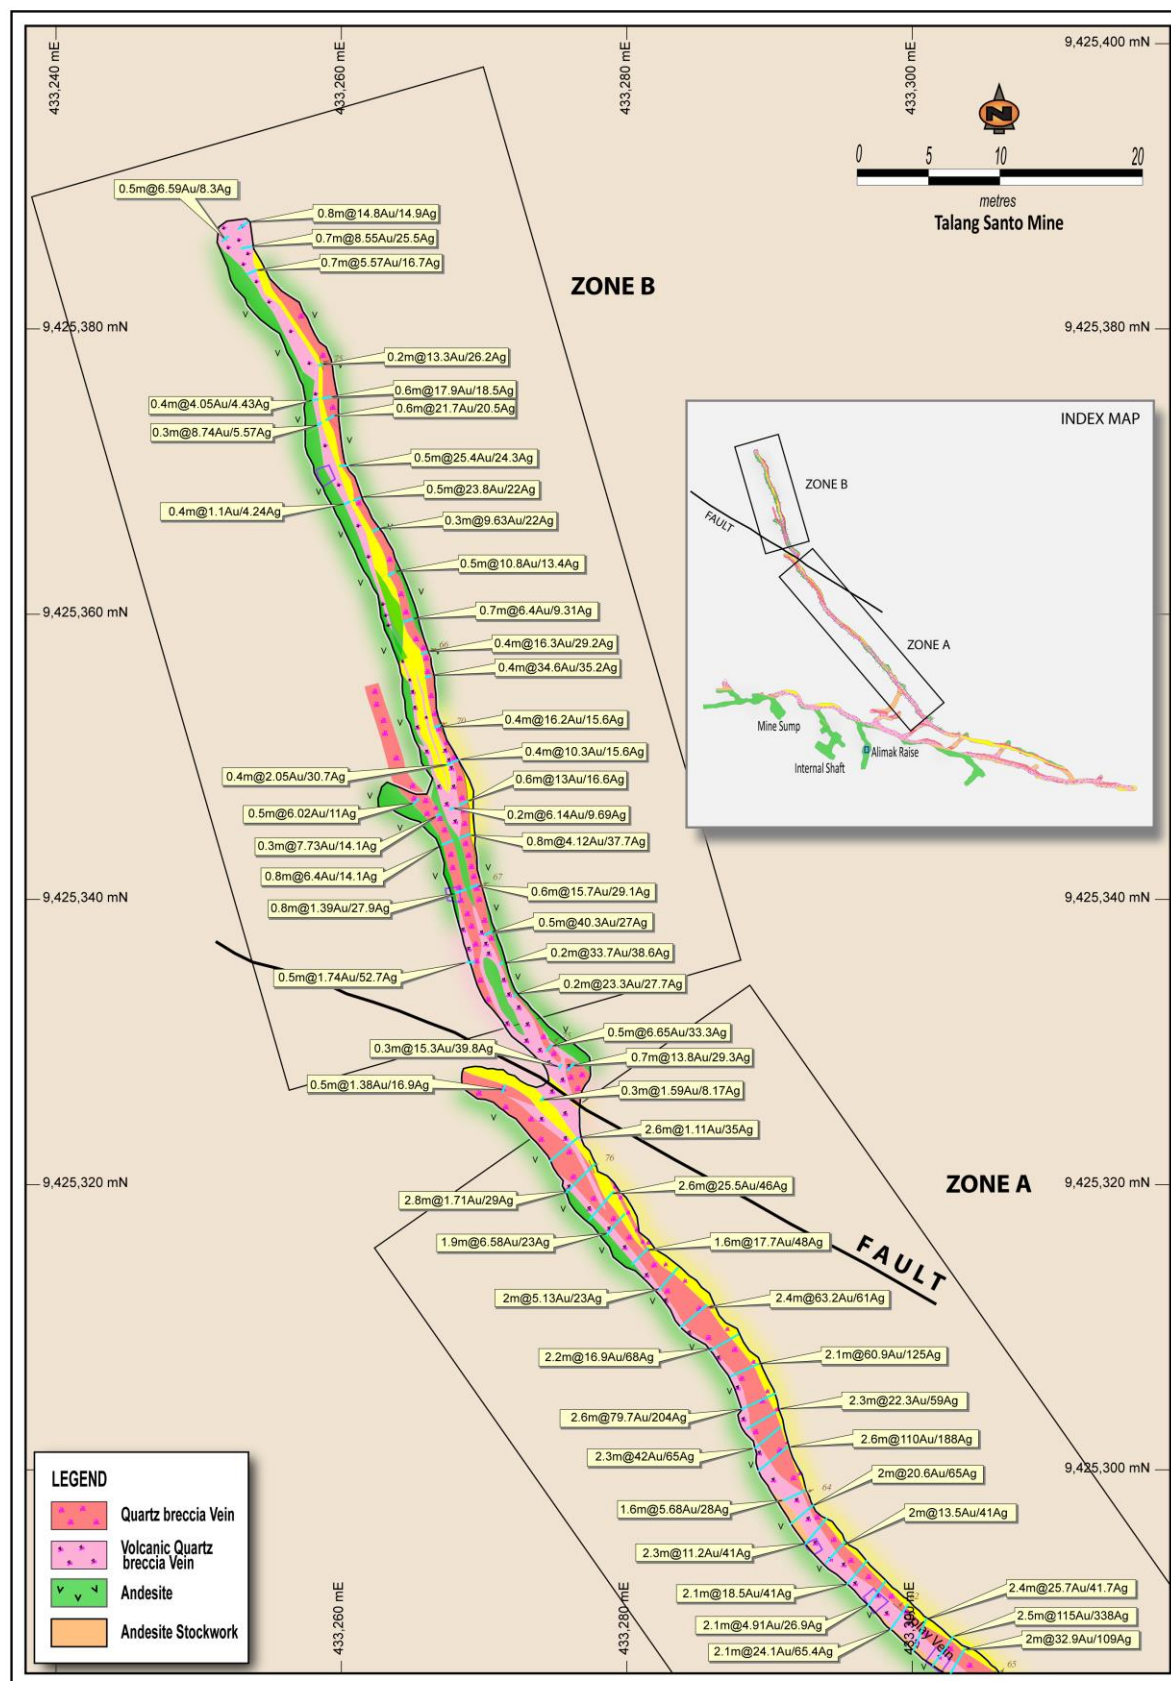 433,240 mE
433,260 mE
433,280 mE
433,300 mE
9,425,400 mN
N
0 5 10 20
metres
Talang Santo Mine
0.5m@6.59Au/8.3Ag
0.8m@14.8Au/14.9Ag
0.7m@8.55Au/25.5Ag
0.7m@5.57Au/16.7Ag
ZONE B
9,425,380 mN
9,425,380 mN
75
0.2m@13.3Au/26.2Ag
0.6m@17.9Au/18.5Ag
0.4m@4.05Au/4.43Ag
0.6m@21.7Au/20.5Ag
0.3m@8.74Au/5.57Ag
0.5m@25.4Au/24.3Ag
0.5m@23.8Au/22Ag
0.4m@1.1Au/4.24Ag
0.3m@9.63Au/22Ag
0.5m@10.8Au/13.4Ag
9,425,360 mN
0.7m@6.4Au/9.31Ag
66
0.4m@16.3Au/29.2Ag
0.4m@34.6Au/35.2Ag
70
0.4m@16.2Au/15.6Ag
0.4m@10.3Au/15.6Ag
0.4m@2.05Au/30.7Ag
0.6m@13Au/16.6Ag
0.5m@6.02Au/11Ag
0.2m@6.14Au/9.69Ag
0.3m@7.73Au/14.1Ag
0.8m@4.12Au/37.7Ag
0.8m@6.4Au/14.1Ag
67
0.6m@15.7Au/29.1Ag
9,425,340 mN
9,425,340 mN
0.8m@1.39Au/27.9Ag
0.5m@40.3Au/27Ag
0.2m@33.7Au/38.6Ag
0.5m@1.74Au/52.7Ag
0.2m@23.3Au/27.7Ag
0.5m@6.65Au/33.3Ag
0.3m@15.3Au/39.8Ag
0.7m@13.8Au/29.3Ag
0.5m@1.38Au/16.9Ag
0.3m@1.59Au/8.17Ag
2.6m@1.11Au/35Ag
76
9,425,320 mN
9,425,320 mN
ZONE A
2.8m@1.71Au/29Ag
2.6m@25.5Au/46Ag
1.9m@6.58Au/23Ag
1.6m@17.7Au/48Ag
FAULT
2m@5.13Au/23Ag
2.4m@63.2Au/61Ag
2.2m@16.9Au/68Ag
2.1m@60.9Au/125Ag
2.3m@22.3Au/59Ag
2.6m@79.7Au/204Ag
2.6m@110Au/188Ag
2.3m@42Au/65Ag
9,425,300 mN
2m@20.6Au/65Ag
64
1.6m@5.68Au/28Ag
2m@13.5Au/41Ag
2.3m@11.2Au/41Ag
2.1m@18.5Au/41Ag
2.4m@25.7Au/41.7Ag
2.1m@4.91Au/26.9Ag
2.5m@115Au/338Ag
2.1m@24.1Au/65.4Ag
2m@32.9Au/109Ag
65
Vein
433,260 mE
433,280 mE
433,300 mE
INDEX MAP
ZONE B
FAULT
ZONE A
Mine Sump
Internal Shaft
Alimak Raise
LEGEND
Quartz breccia Vein
Volcanic Quartz
breccia Vein
Andesite
Andesite Stockwork